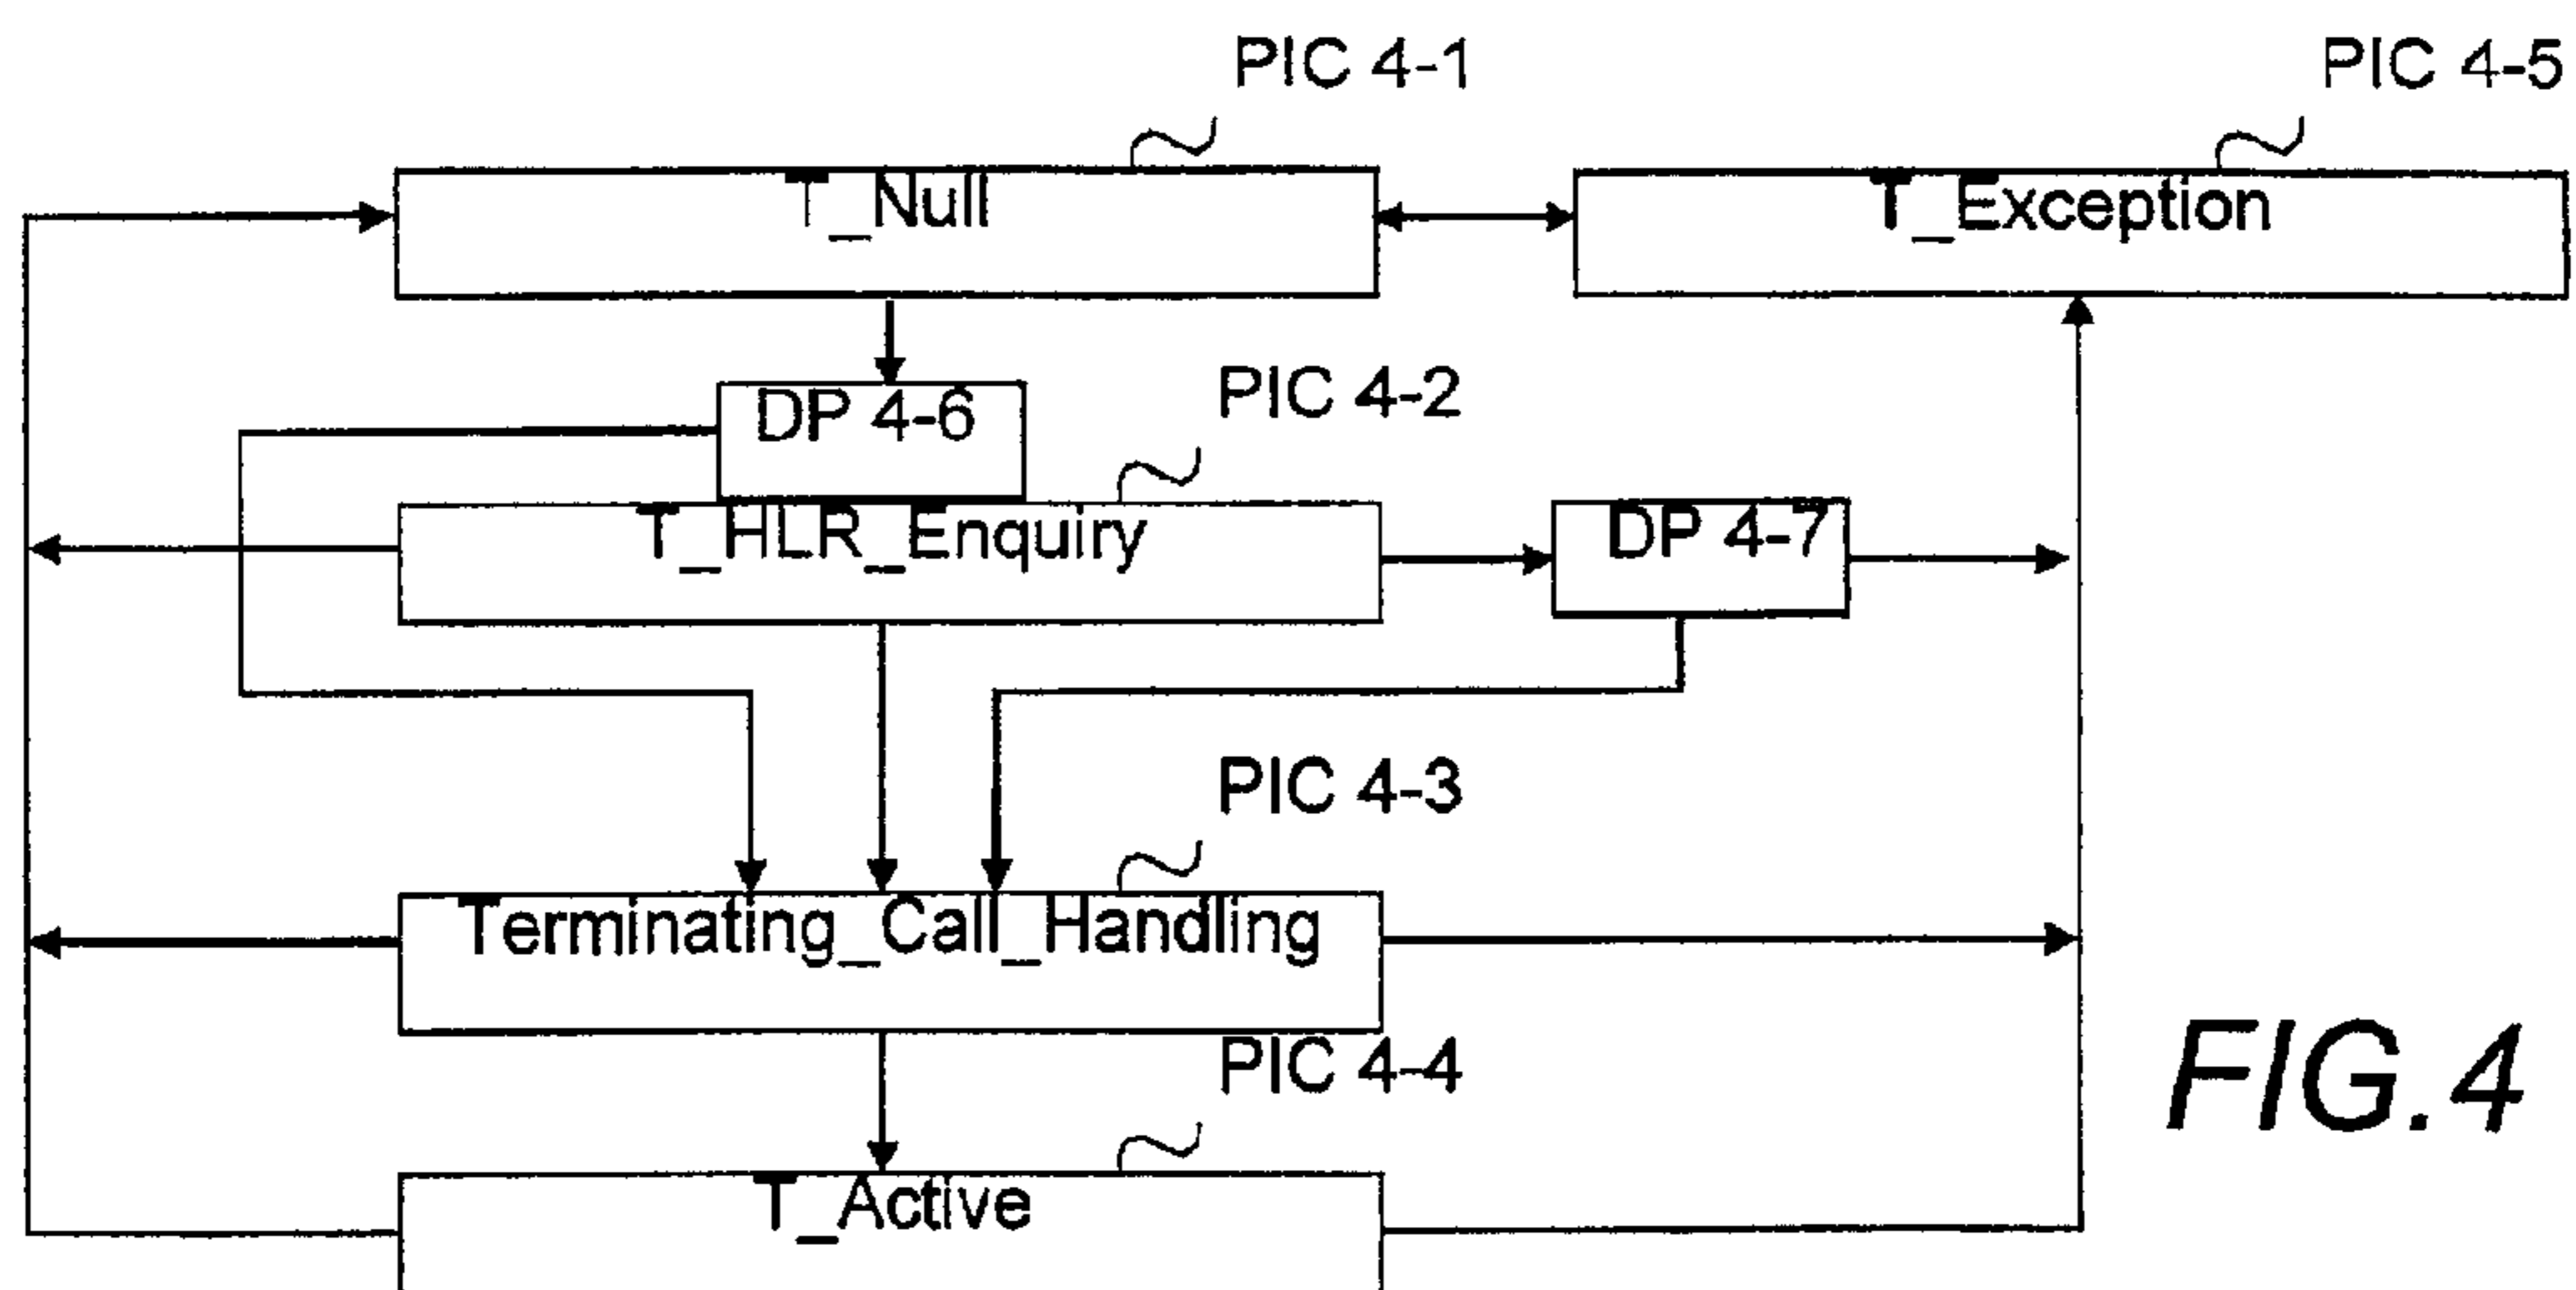 PIC 4-1
PIC 4-5
T_Null
T_Exception
DP 4-6
PIC 4-2
T_HLR_Enquiry
DP 4-7
PIC 4-3
Terminating_Call_Handling
PIC 4-4
T_Active
FIG.4